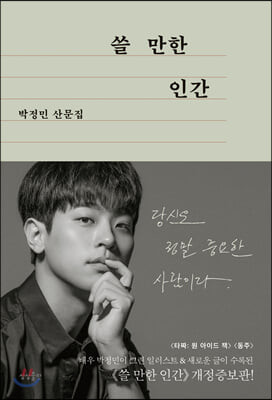 쓸 만한
인간
박정민 산문집
당신도
정말 중요한
사람이다.
<타짜: 원 아이드 잭> <동주>
배우 박정민이 그린 일러스트 & 새로운 글이 수록된
《쓸 만한 인간》 개정증보판!